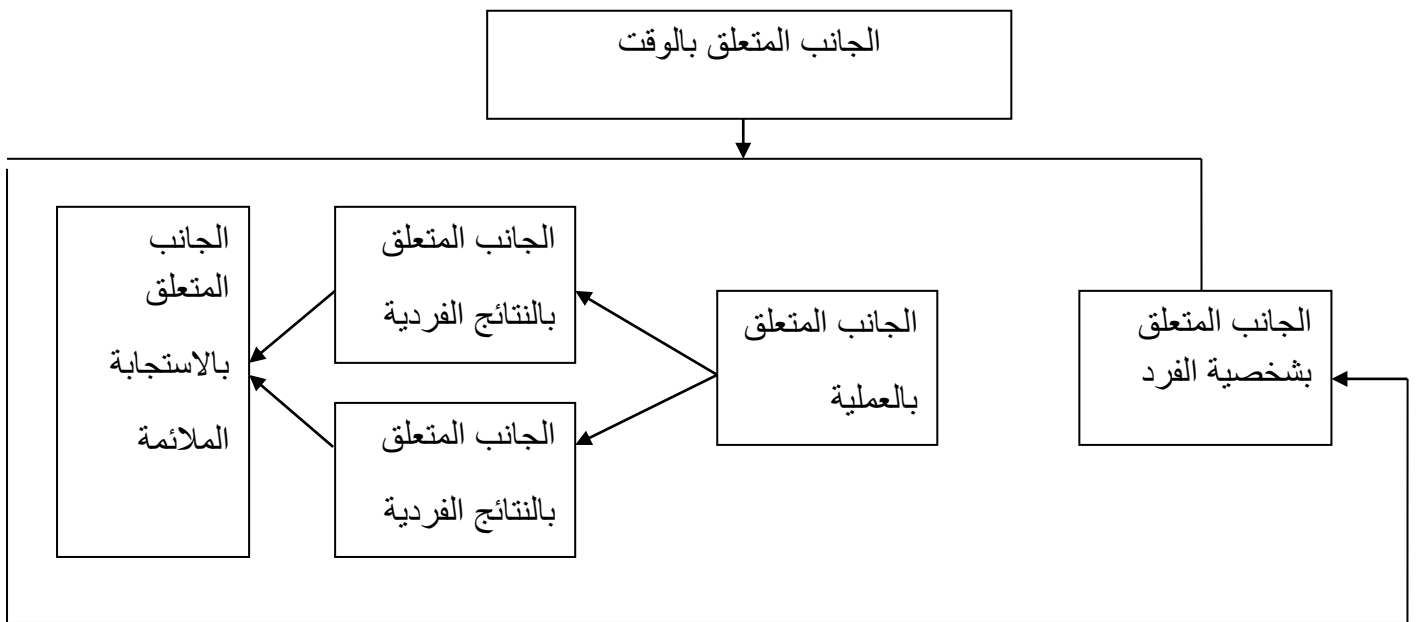 الجانب المتعلق بالوقت
الجانب المتعلق
بشخصية الفرد
الجانب المتعلق
بالعملية
الجانب المتعلق
بالنتائج الفردية
الجانب المتعلق
بالنتائج الفردية
الجانب
المتعلق
بالاستجابة
الملائمة